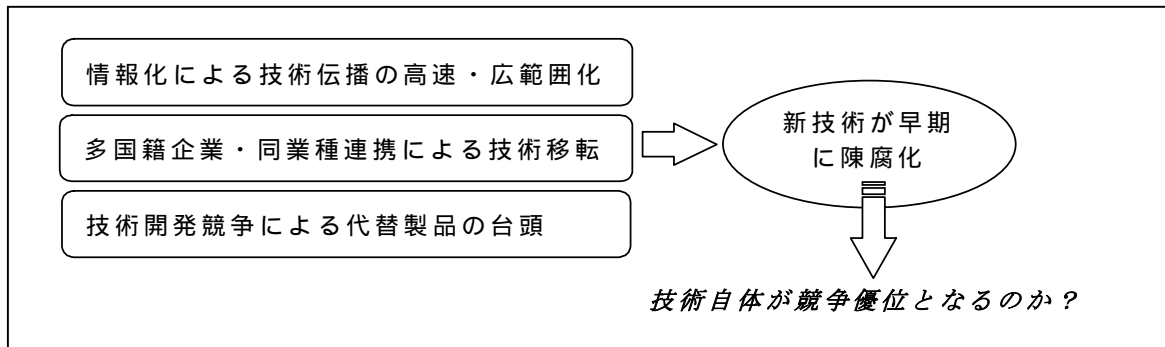 情報化による技術伝播の高速・広範囲化
多国籍企業・同業種連携による技術移転
技術開発競争による代替製品の台頭
新技術が早期
に陳腐化
技術自体が競争優位となるのか？